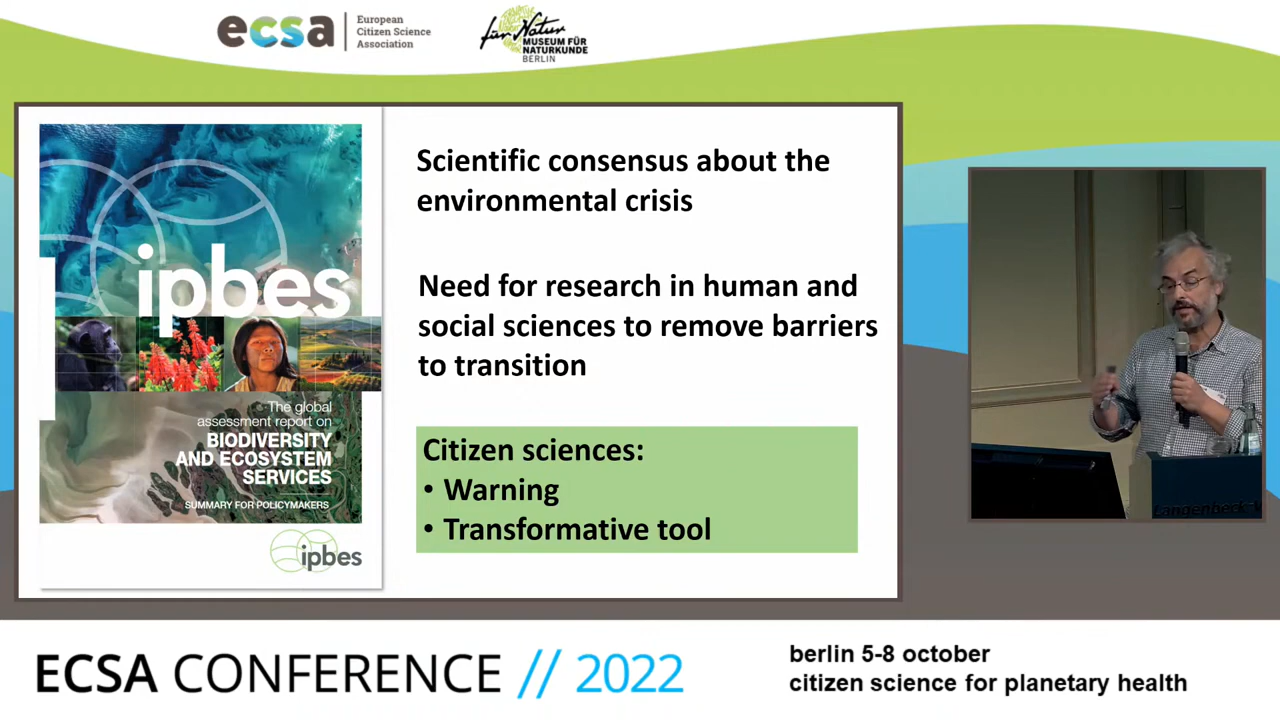 ecsa
European
Citizen Science
Association
für Natur
MUSEUM FÜR
NATURKUNDE
BERLIN
ipbes
The global
assessment report on
BIODIVERSITY
AND ECOSYSTEM
SERVICES
SUMMARY FOR POLICYMAKERS
ipbes
Scientific consensus about the
environmental crisis
Need for research in human and
social sciences to remove barriers
to transition
Citizen sciences:
• Warning
• Transformative tool
ECSA CONFERENCE // 2022
berlin 5-8 october
citizen science for planetary health